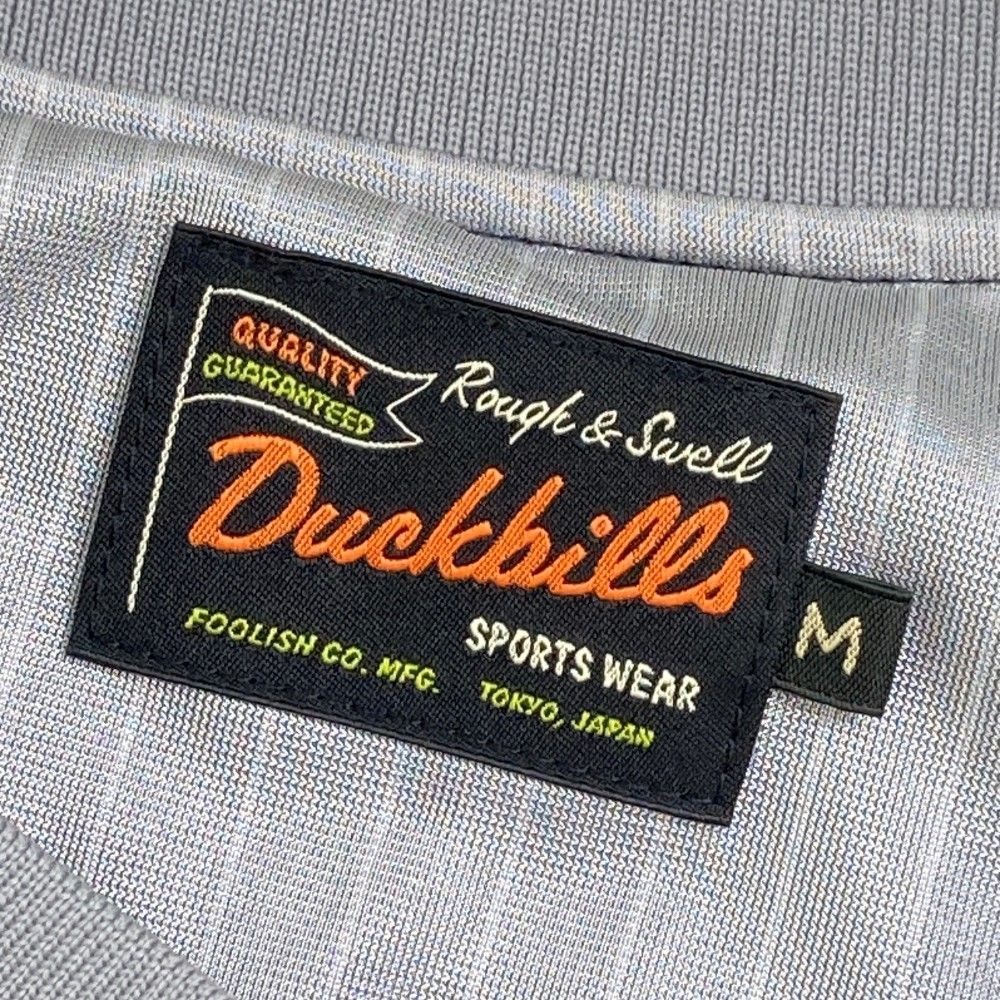 QUALITY
GUARANTEED
Rough & Swell
Duckbills
SPORTS WEAR
FOOLISH CO. MFG.
TOKYO, JAPAN
M